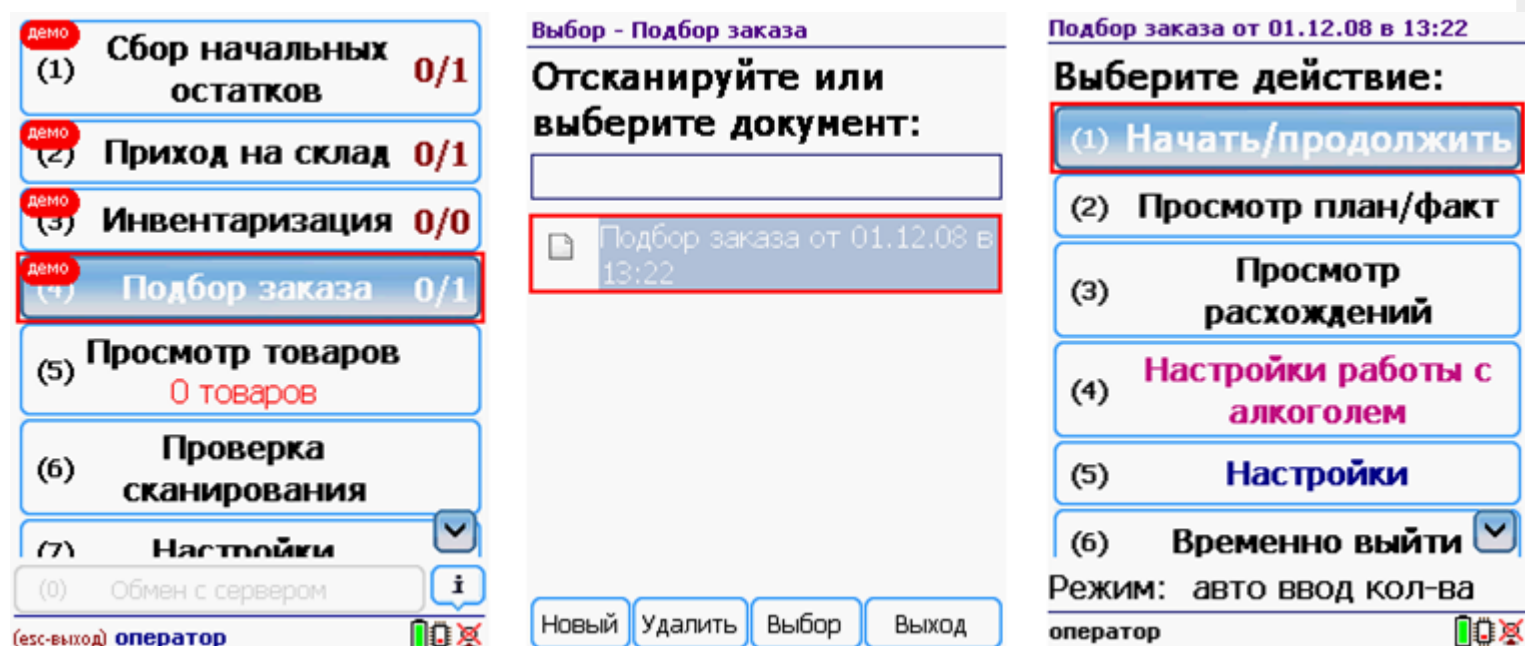 демо
(1) Сбор начальных
остатков
0/1
демо
(2) Приход на склад 0/1
демо
(3) Инвентаризация 0/0
демо
(4) Подбор заказа 0/1
(5) Просмотр товаров
0 товаров
(6) Проверка
сканирования
(7) Настройки
(0) Обмен с сервером i
(esc-выход) оператор
Выбор - Подбор заказа
Отсканируйте или
выберите документ:
Подбор заказа от 01.12.08 в
13:22
Новый Удалить Выбор Выход
Подбор заказа от 01.12.08 в 13:22
Выберите действие:
(1) Начать/продолжить
(2) Просмотр план/факт
(3) Просмотр
расхождений
(4) Настройки работы с
алкоголем
(5) Настройки
(6) Временно выйти
Режим: авто ввод кол-ва
оператор